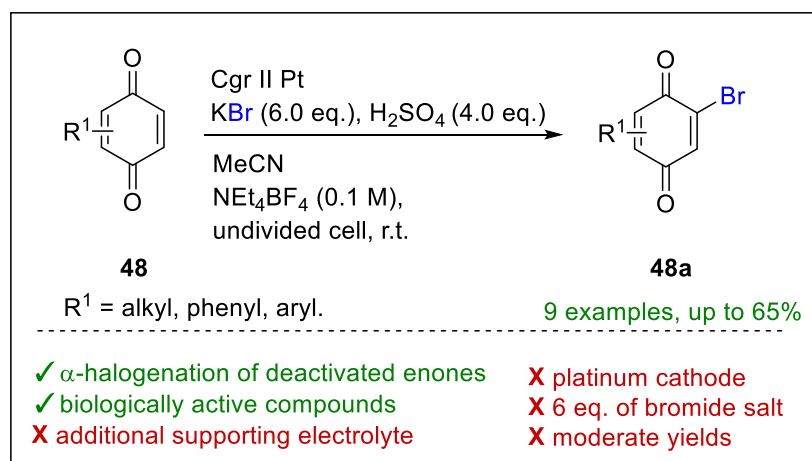 O
R¹
O
48
Cgr II Pt
KBr (6.0 eq.), H₂SO₄ (4.0 eq.)
MeCN
NEt₄BF₄ (0.1 M),
undivided cell, r.t.
O
Br
R¹
O
48a
R¹ = alkyl, phenyl, aryl.
9 examples, up to 65%
✓ α-halogenation of deactivated enones
✓ biologically active compounds
X additional supporting electrolyte
X platinum cathode
X 6 eq. of bromide salt
X moderate yields